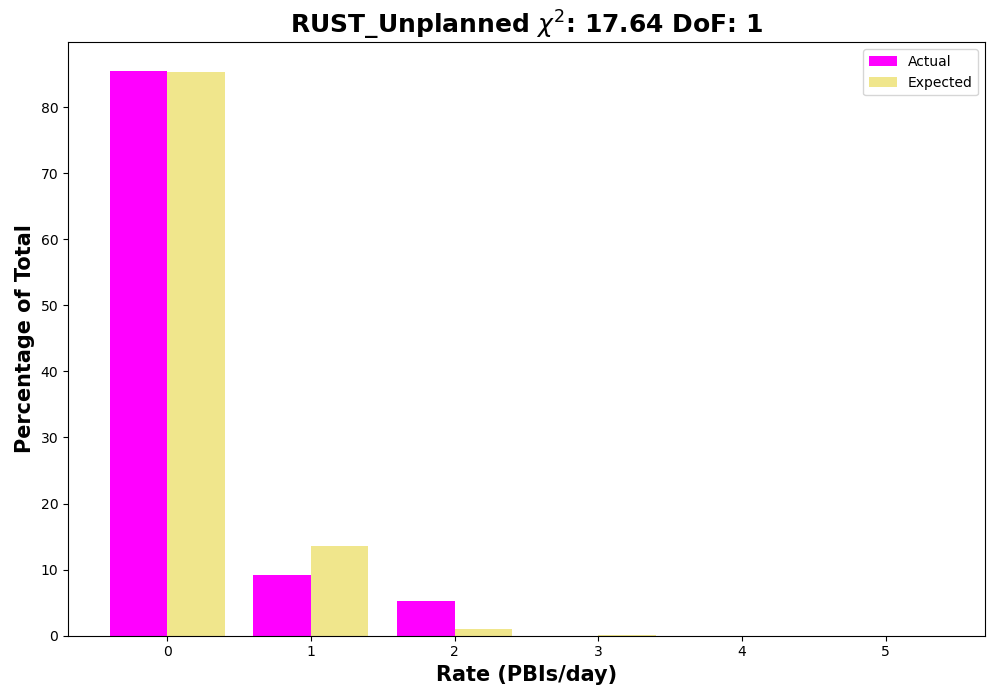 RUST_Unplanned χ²: 17.64 DoF: 1
Actual
Expected
Percentage of Total
80
70
60
50
40
30
20
10
0
0 1 2 3 4 5
Rate (PBIs/day)